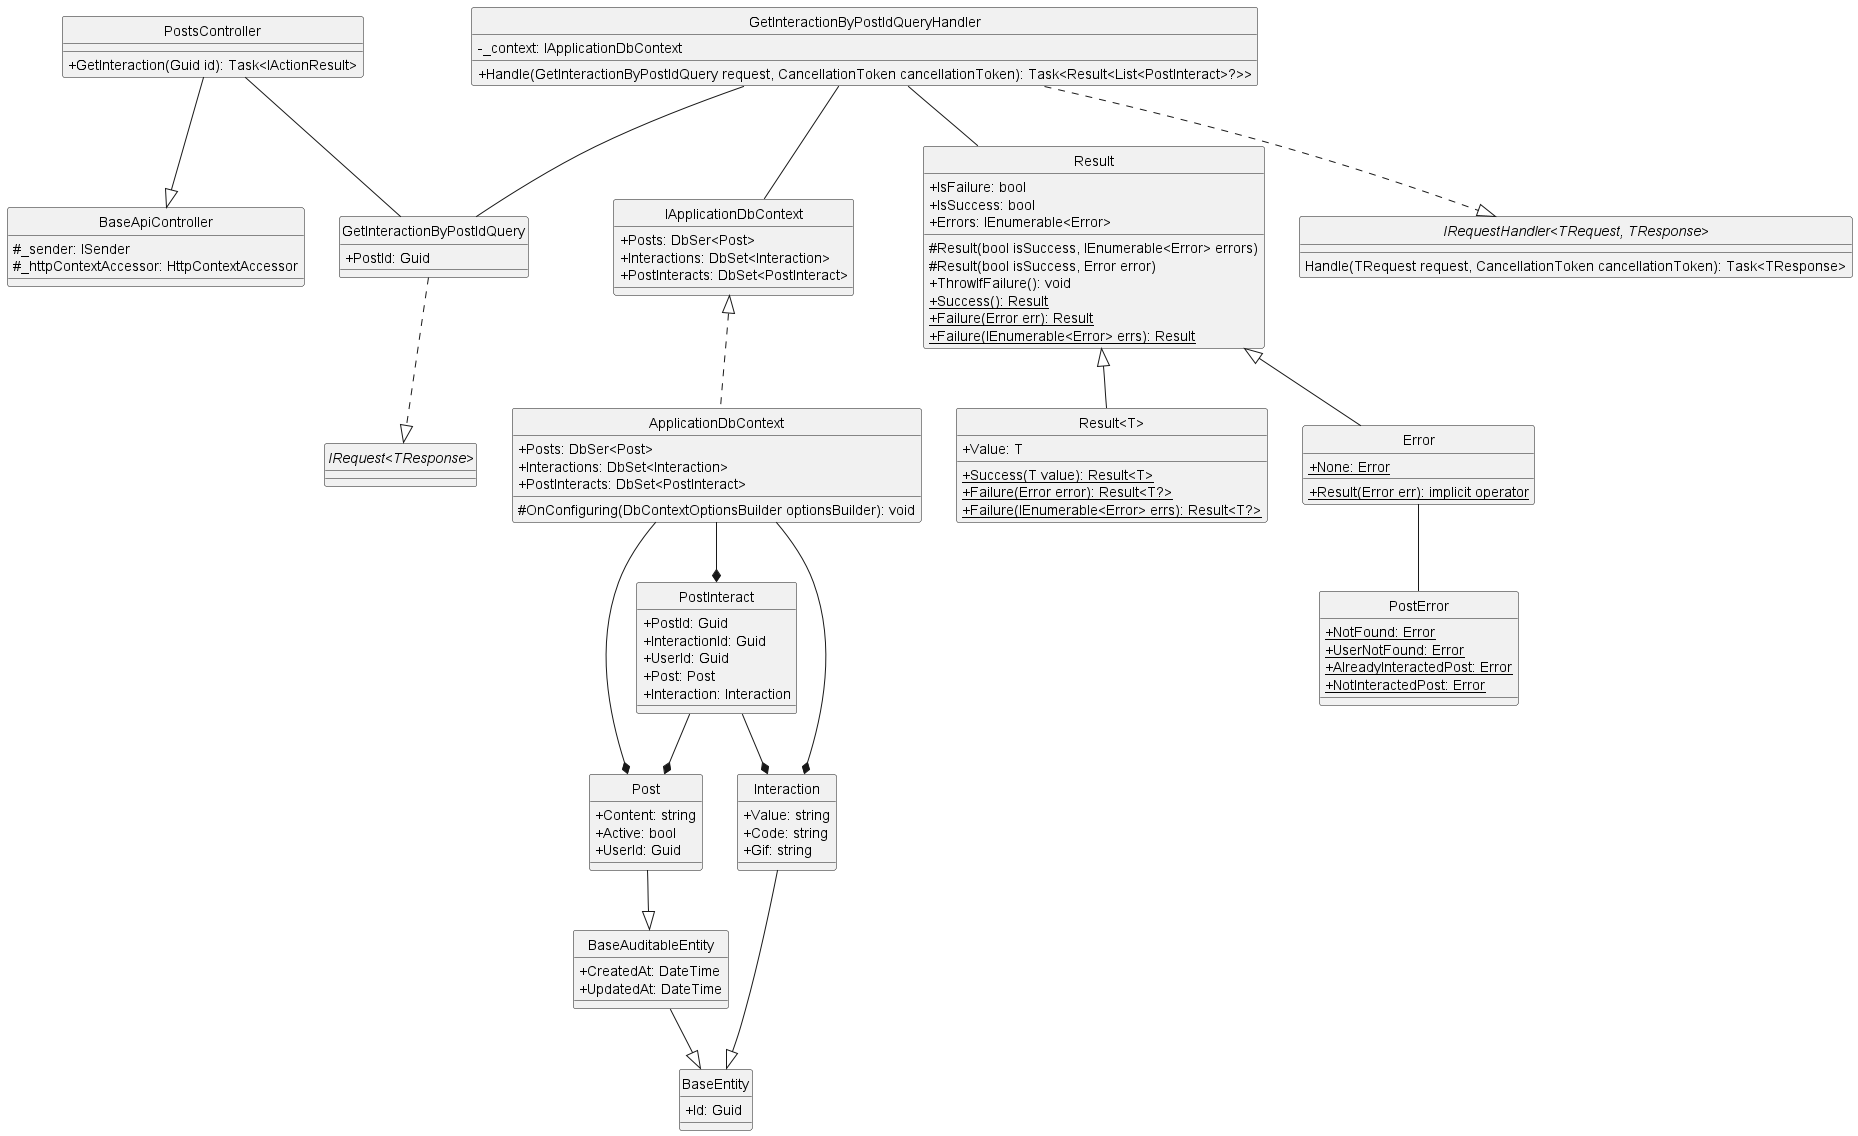 PostsController
+GetInteraction(Guid id): Task<IActionResult>
GetInteractionByPostIdQueryHandler
-_context: IApplicationDbContext
+Handle(GetInteractionByPostIdQuery request, CancellationToken cancellationToken): Task<Result<List<PostInteract>?>>
BaseApiController
#_sender: ISender
#_httpContextAccessor: HttpContextAccessor
GetInteractionByPostIdQuery
+PostId: Guid
IApplicationDbContext
+Posts: DbSer<Post>
+Interactions: DbSet<Interaction>
+PostInteracts: DbSet<PostInteract>
Result
+IsFailure: bool
+IsSuccess: bool
+Errors: IEnumerable<Error>
#Result(bool isSuccess, IEnumerable<Error> errors)
#Result(bool isSuccess, Error error)
+ThrowIfFailure(): void
+Success(): Result
+Failure(Error err): Result
+Failure(IEnumerable<Error> errs): Result
IRequestHandler<TRequest, TResponse>
Handle(TRequest request, CancellationToken cancellationToken): Task<TResponse>
IRequest<TResponse>
ApplicationDbContext
+Posts: DbSer<Post>
+Interactions: DbSet<Interaction>
+PostInteracts: DbSet<PostInteract>
#OnConfiguring(DbContextOptionsBuilder optionsBuilder): void
Result<T>
+Value: T
+Success(T value): Result<T>
+Failure(Error error): Result<T?>
+Failure(IEnumerable<Error> errs): Result<T?>
Error
+None: Error
+Result(Error err): implicit operator
PostInteract
+PostId: Guid
+InteractionId: Guid
+UserId: Guid
+Post: Post
+Interaction: Interaction
PostError
+NotFound: Error
+UserNotFound: Error
+AlreadyInteractedPost: Error
+NotInteractedPost: Error
Post
+Content: string
+Active: bool
+UserId: Guid
Interaction
+Value: string
+Code: string
+Gif: string
BaseAuditableEntity
+CreatedAt: DateTime
+UpdatedAt: DateTime
BaseEntity
+Id: Guid